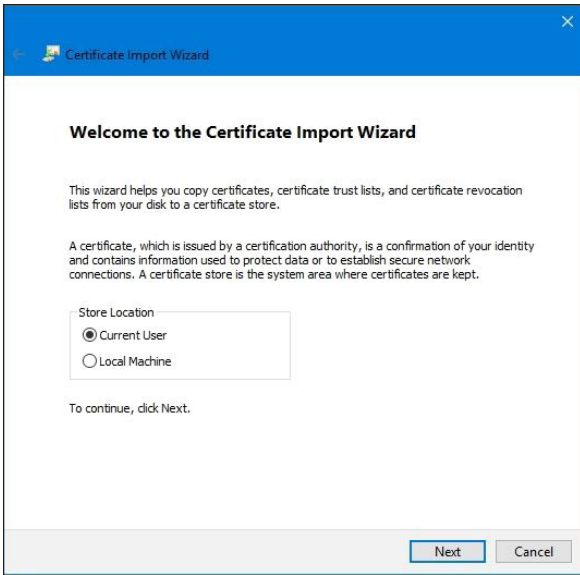 Certificate Import Wizard
Welcome to the Certificate Import Wizard
This wizard helps you copy certificates, certificate trust lists, and certificate revocation
lists from your disk to a certificate store.
A certificate, which is issued by a certification authority, is a confirmation of your identity
and contains information used to protect data or to establish secure network
connections. A certificate store is the system area where certificates are kept.
Store Location
Current User
Local Machine
To continue, click Next.
Next Cancel